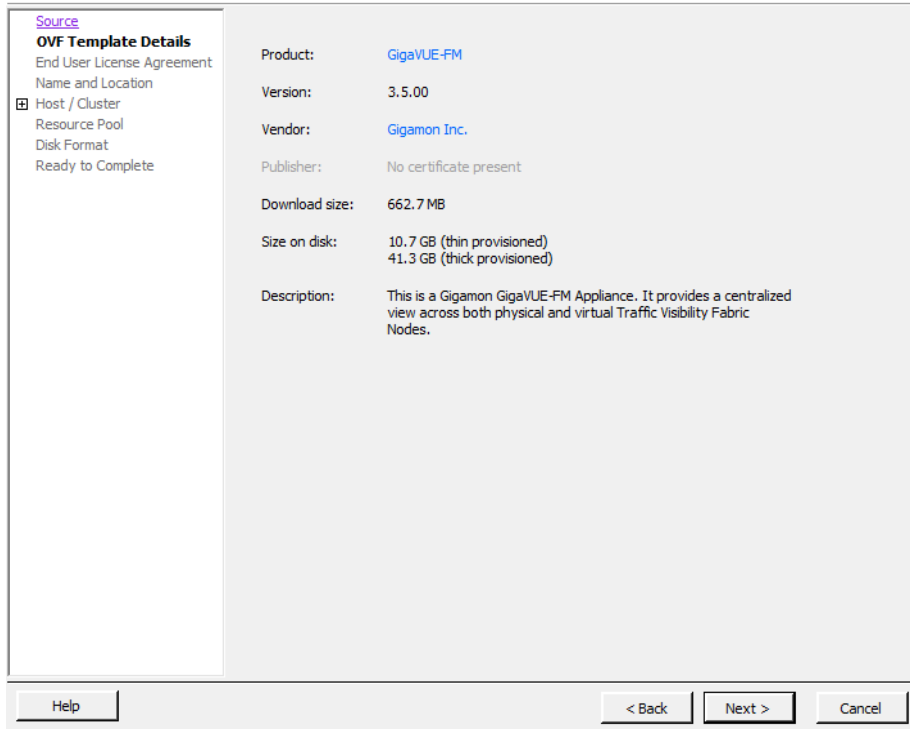 Source
OVF Template Details
End User License Agreement
Name and Location
Host / Cluster
Resource Pool
Disk Format
Ready to Complete
Product: GigaVUE-FM
Version: 3.5.00
Vendor: Gigamon Inc.
Publisher: No certificate present
Download size: 662.7 MB
Size on disk: 10.7 GB (thin provisioned)
41.3 GB (thick provisioned)
Description: This is a Gigamon GigaVUE-FM Appliance. It provides a centralized
view across both physical and virtual Traffic Visibility Fabric
Nodes.
Help < Back Next > Cancel